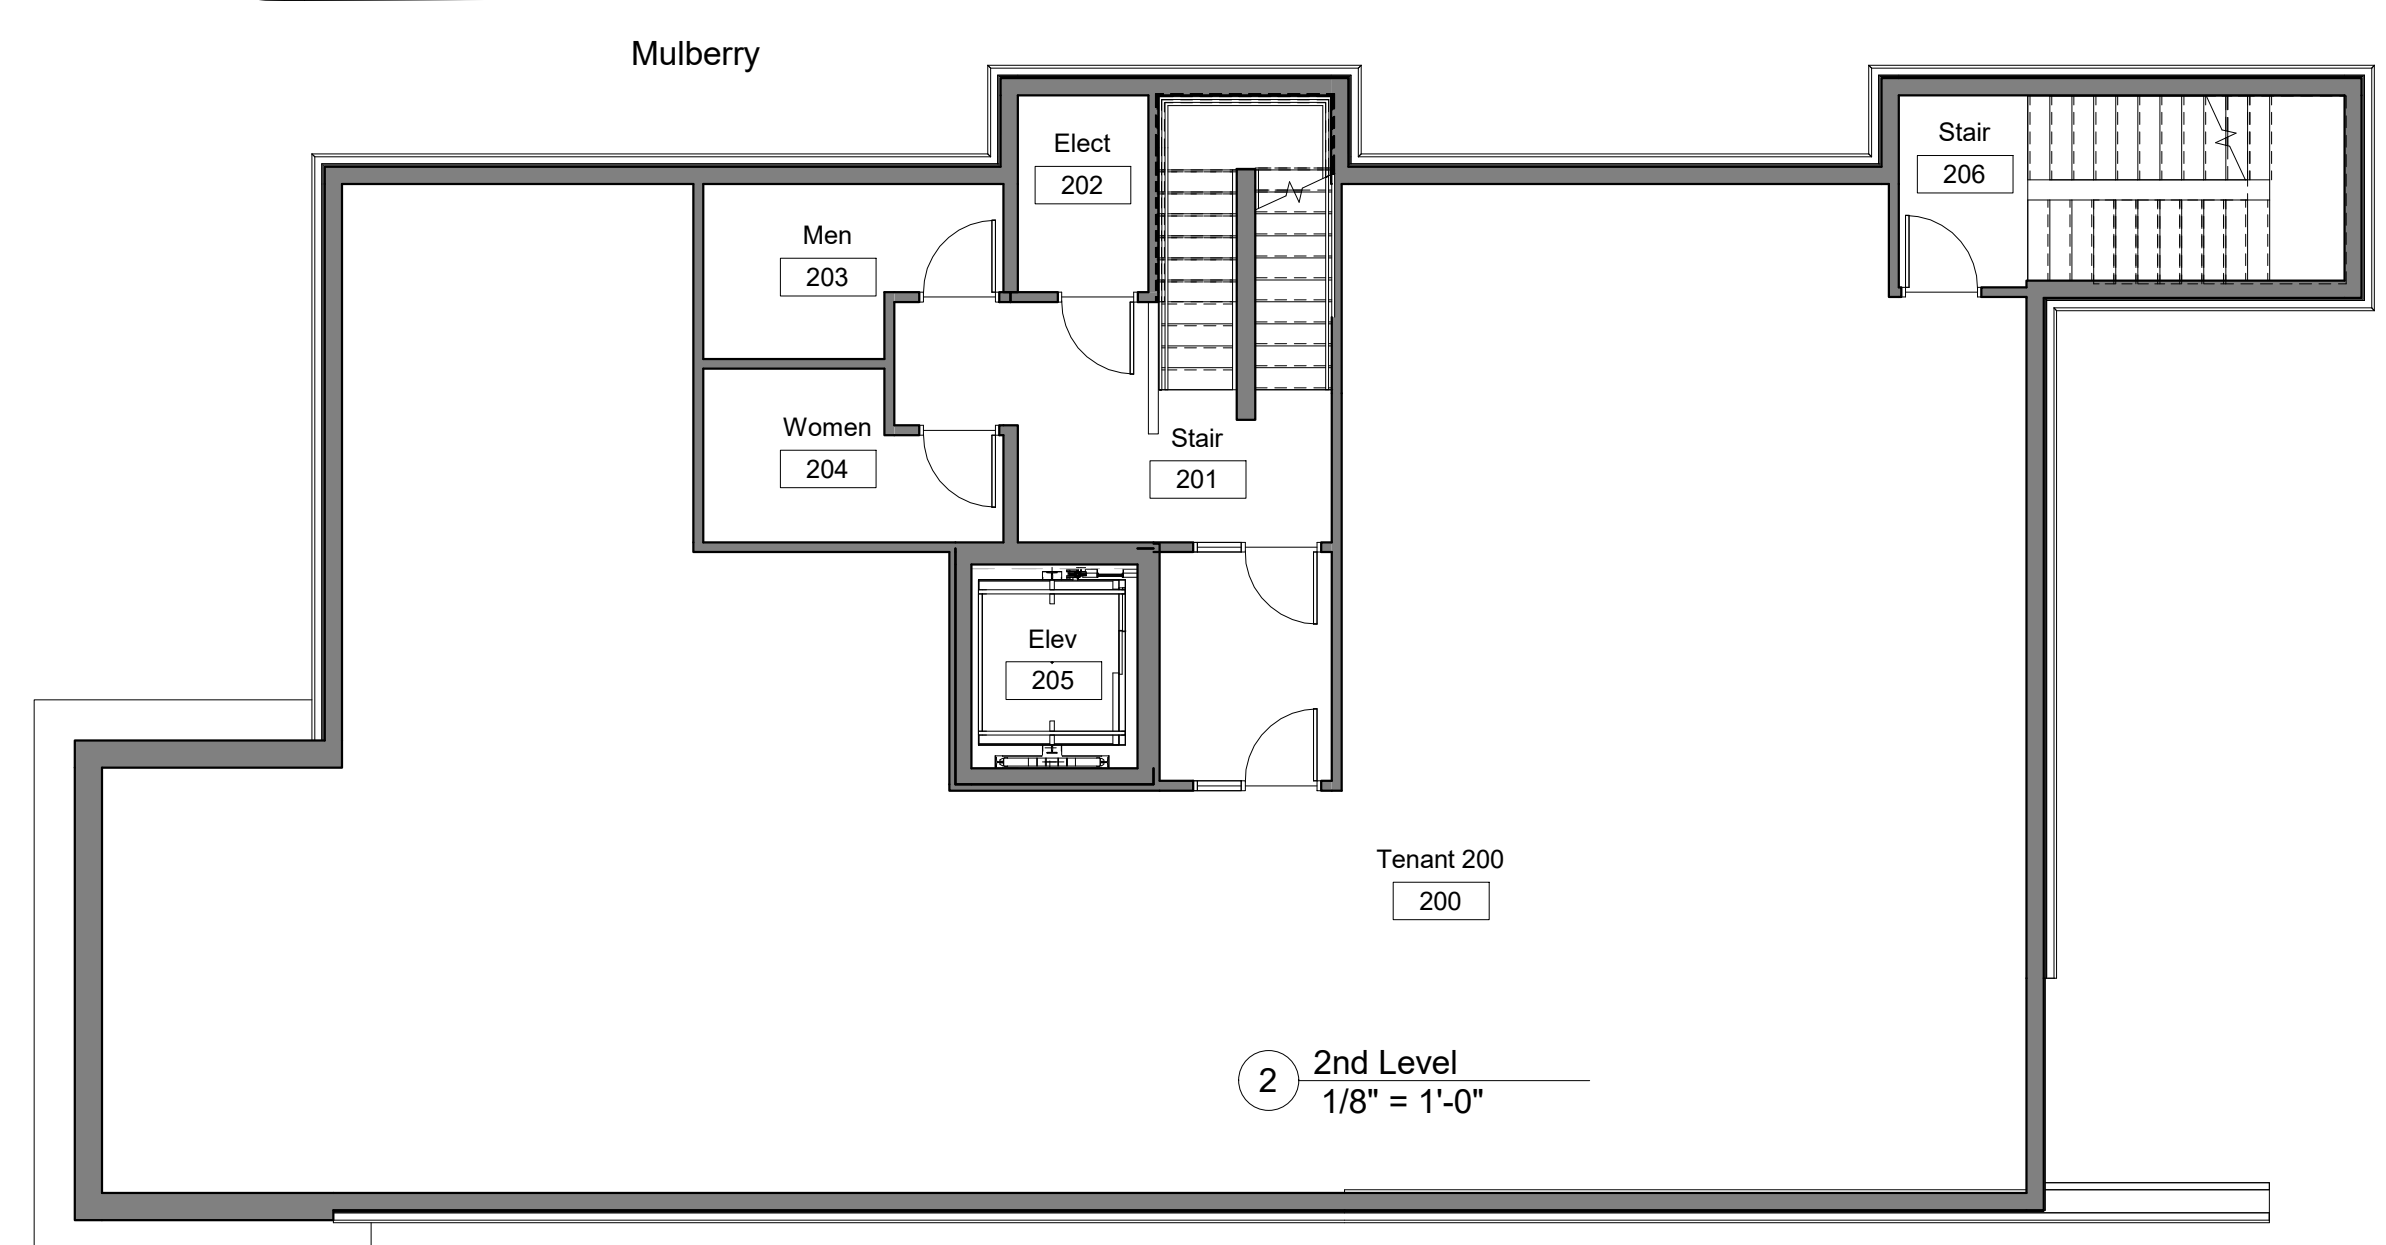 Mulberry
Elect
202
Stair
206
Men
203
Women
204
Stair
201
Elev
205
Tenant 200
200
2
2nd Level
1/8" = 1'-0"